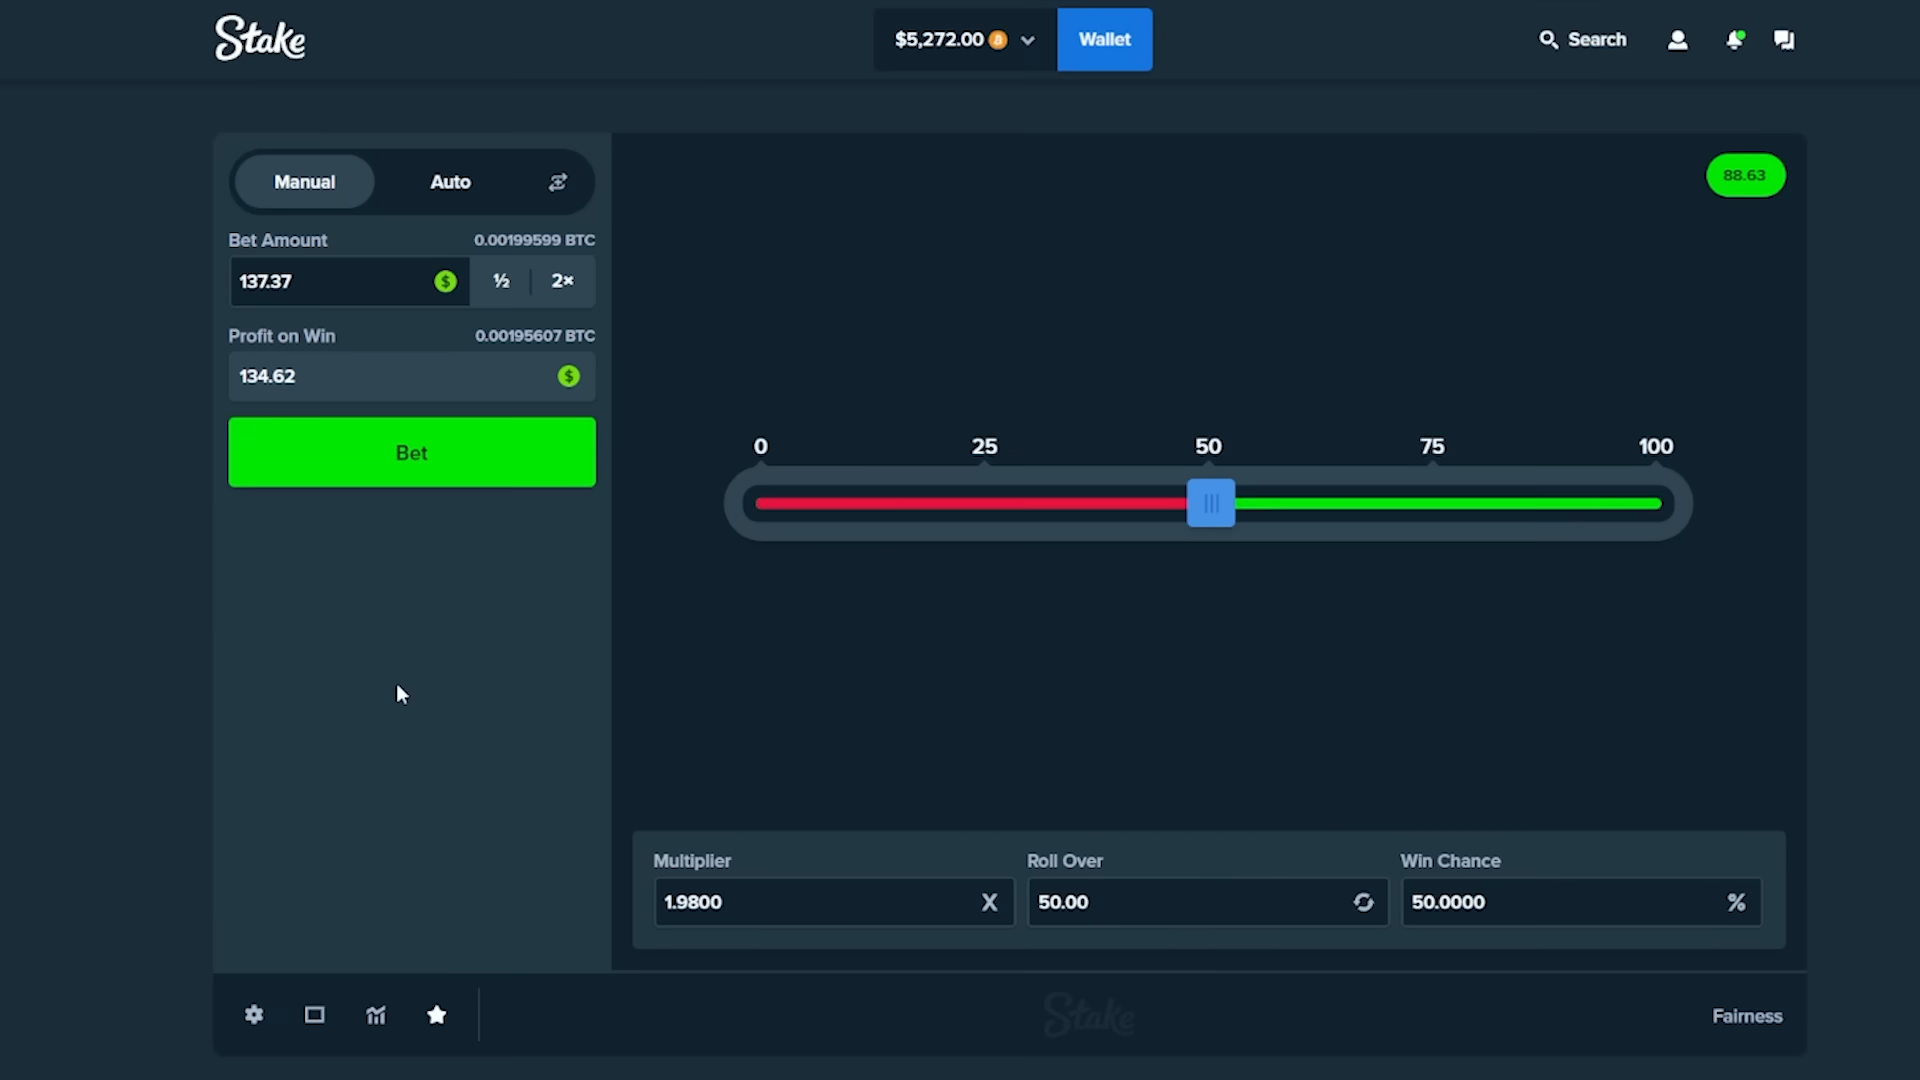 Stake
$5,272.00
Wallet
Search
Manual Auto
88.63
Bet Amount 0.00199599 BTC
137.37 $ ½ 2×
Profit on Win 0.00195607 BTC
134.62 $
Bet
0 25 50 75 100
Multiplier Roll Over Win Chance
1.9800 X 50.00 50.0000 %
Stake
Fairness